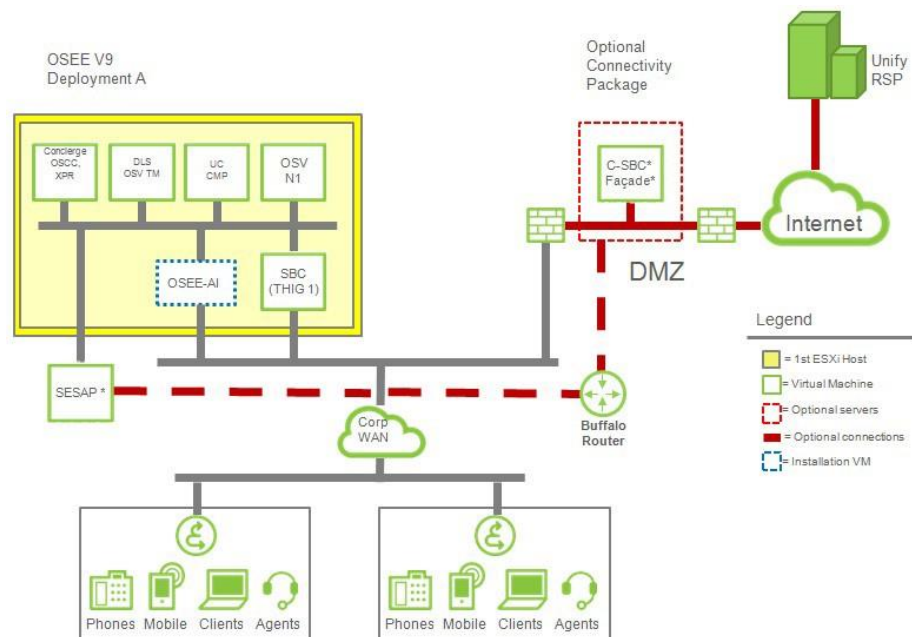 OSEE V9
Deployment A
Optional
Connectivity
Package
Unify
RSP
Concierge
OSCC,
XPR
DLS
OSV TM
UC
CMP
OSV
N1
C-SBC*
Façade*
Internet
OSEE-AI
SBC
(THIG 1)
DMZ
Legend
= 1st ESXi Host
= Virtual Machine
= Optional servers
= Optional connections
= Installation VM
SESAP *
Buffalo
Router
Corp
WAN
Phones Mobile Clients Agents
Phones Mobile Clients Agents